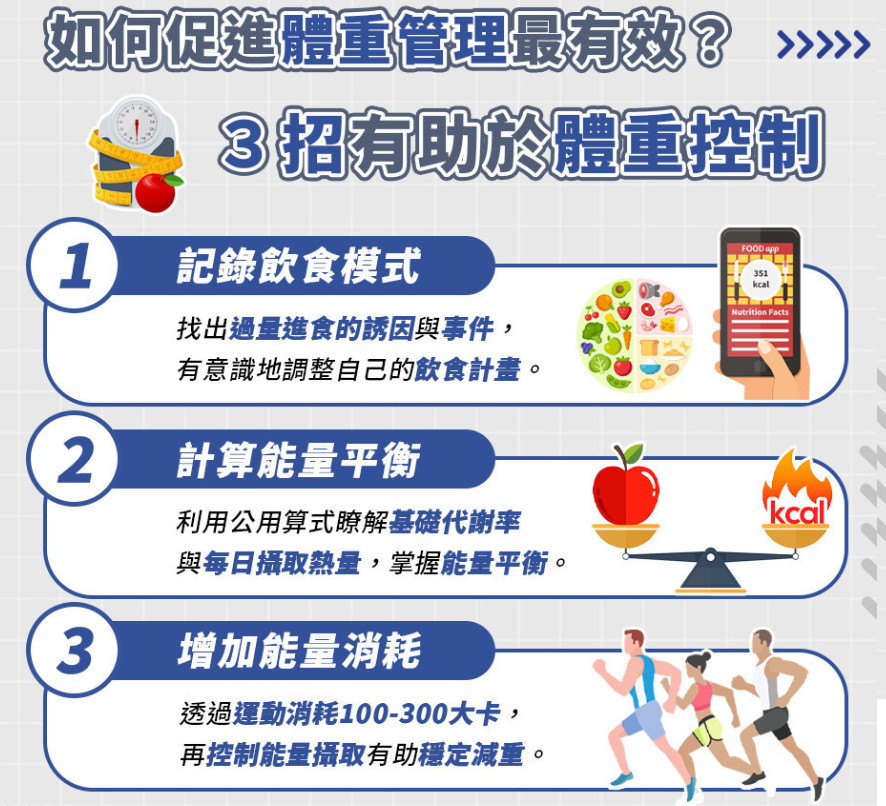 如何促進體重管理最有效？
3招有助於體重控制
1
記錄飲食模式
找出過量進食的誘因與事件，
有意識地調整自己的飲食計畫。
FOOD app
351
kcal
Nutrition Facts
2
計算能量平衡
利用公用算式瞭解基礎代謝率
與每日攝取熱量，掌握能量平衡。
kcal
3
增加能量消耗
透過運動消耗100-300大卡，
再控制能量攝取有助穩定減重。